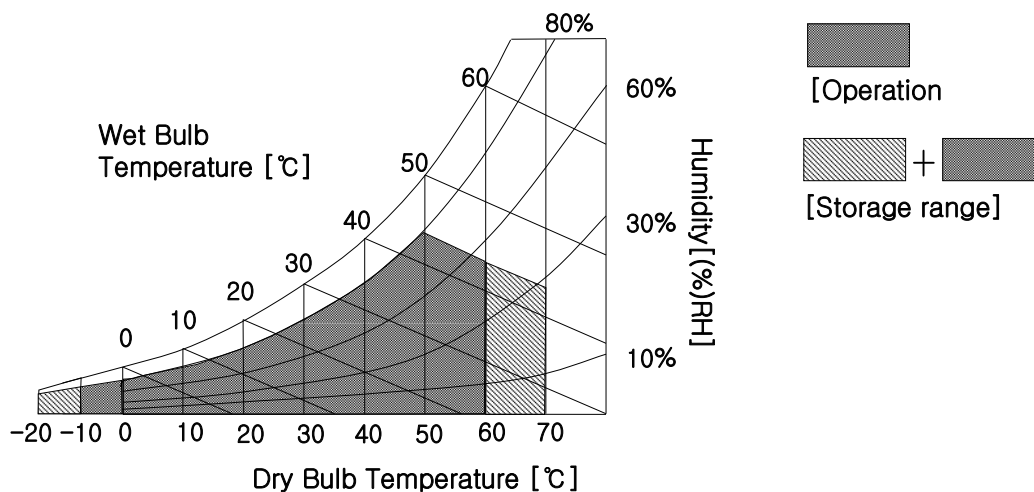 80%
60
60%
[Operation
Wet Bulb
Temperature [℃]
50
Humidity[(%)RH]
+
[Storage range]
40
30%
30
20
10
0
10%
-20 -10 0 10 20 30 40 50 60 70
Dry Bulb Temperature [℃]